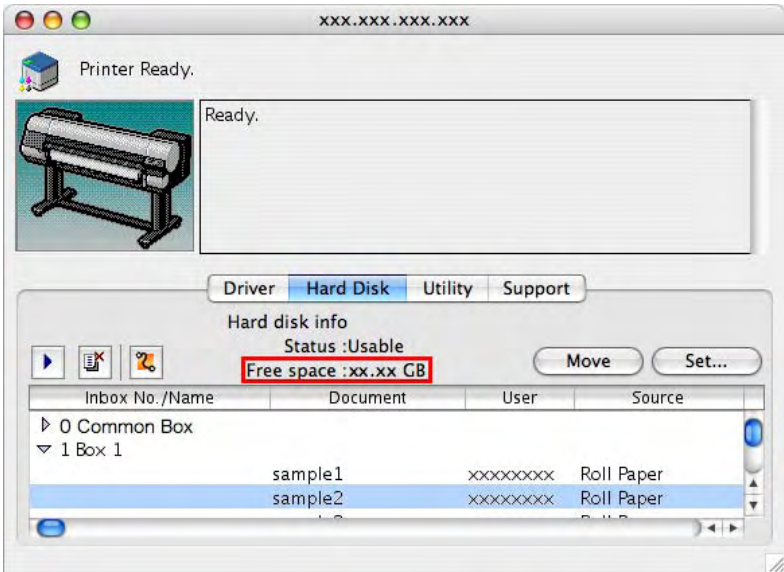 xxx.xxx.xxx.xxx
Printer Ready.
Ready.
Driver Hard Disk Utility Support
Hard disk info
Status :Usable
Free space :xx.xx GB
Move Set...
Inbox No./Name Document User Source
0 Common Box
1 Box 1
sample1 xxxxxxxx Roll Paper
sample2 xxxxxxxx Roll Paper